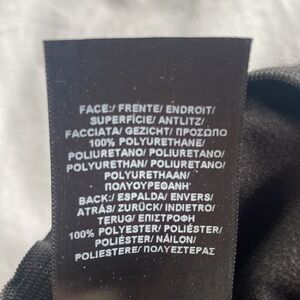 FACE:/ FRENTE/ ENDROIT/
SUPERFÍCIE/ ANTLITZ/
FACCIATA/ GEZICHT/ ΠΡΟΣΩΠΟ
100% POLYURETHANE/
POLIURETANO/ POLIURETANO/
POLYURETHAN/ POLIURETANO/
POLYURETHAAN/
ΠΟΛΥΟΥΡΕΘΑΝΗ
BACK:/ ESPALDA/ ENVERS/
ATRÁS/ ZURÜCK/ INDIETRO/
TERUG/ ΕΠΙΣΤΡΟΦΗ
100% POLYESTER/ POLIÉSTER/
POLIÉSTER/ NÁILON/
POLIESTERE/ ΠΟΛΥΕΣΤΕΡΑΣ